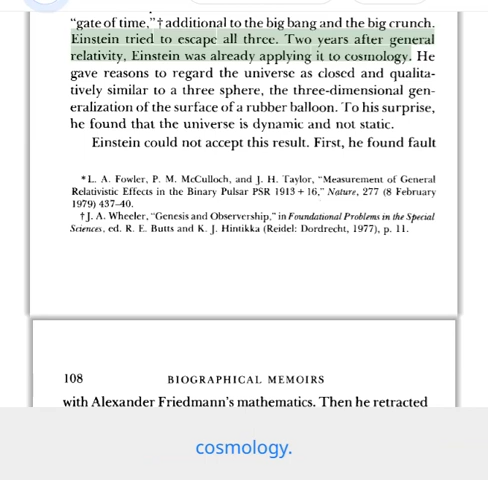 "gate of time,"† additional to the big bang and the big crunch.
Einstein tried to escape all three. Two years after general
relativity, Einstein was already applying it to cosmology. He
gave reasons to regard the universe as closed and qualita-
tively similar to a three sphere, the three-dimensional gen-
eralization of the surface of a rubber balloon. To his surprise,
he found that the universe is dynamic and not static.
Einstein could not accept this result. First, he found fault
*L. A. Fowler, P. M. McCulloch, and J. H. Taylor, "Measurement of General
Relativistic Effects in the Binary Pulsar PSR 1913 + 16," Nature, 277 (8 February
1979) 437-40.
†J. A. Wheeler, "Genesis and Observership," in Foundational Problems in the Special
Sciences, ed. R. E. Butts and K. J. Hintikka (Reidel: Dordrecht, 1977), p. 11.
108 BIOGRAPHICAL MEMOIRS
with Alexander Friedmann's mathematics. Then he retracted
cosmology.